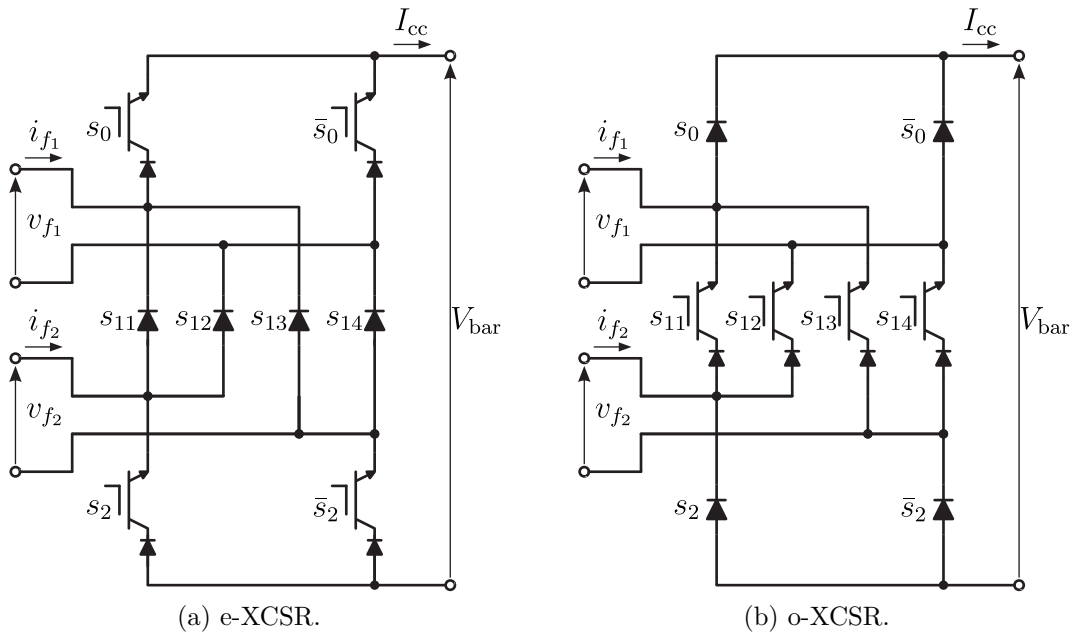 I_cc
s_0
s̄_0
i_f1
v_f1
s_11
s_12
s_13
s_14
i_f2
v_f2
V_bar
s_2
s̄_2
(a) e-XCSR.
I_cc
s_0
s̄_0
i_f1
v_f1
s_11
s_12
s_13
s_14
i_f2
v_f2
V_bar
s_2
s̄_2
(b) o-XCSR.